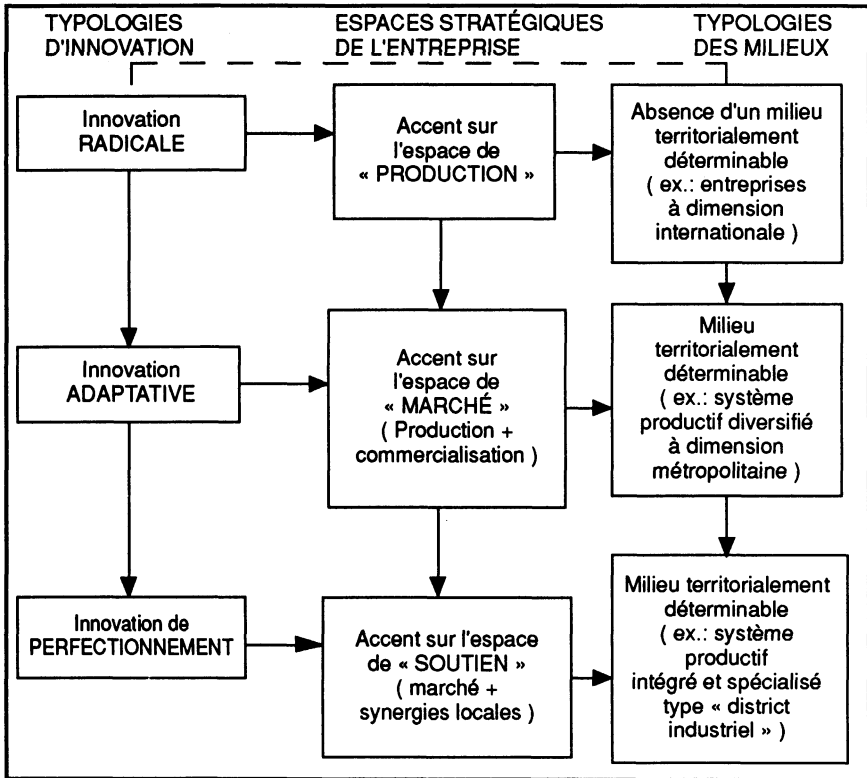 TYPOLOGIES
D'INNOVATION
ESPACES STRATÉGIQUES
DE L'ENTREPRISE
TYPOLOGIES
DES MILIEUX
Innovation
RADICALE
Accent sur
l'espace de
« PRODUCTION »
Absence d'un milieu
territorialement
déterminable
( ex.: entreprises
à dimension
internationale )
Innovation
ADAPTATIVE
Accent sur
l'espace de
« MARCHÉ »
( Production +
commercialisation )
Milieu
territorialement
déterminable
( ex.: système
productif diversifié
à dimension
métropolitaine )
Innovation de
PERFECTIONNEMENT
Accent sur l'espace
de « SOUTIEN »
( marché +
synergies locales )
Milieu territorialement
déterminable
( ex.: système
productif
intégré et spécialisé
type « district
industriel » )